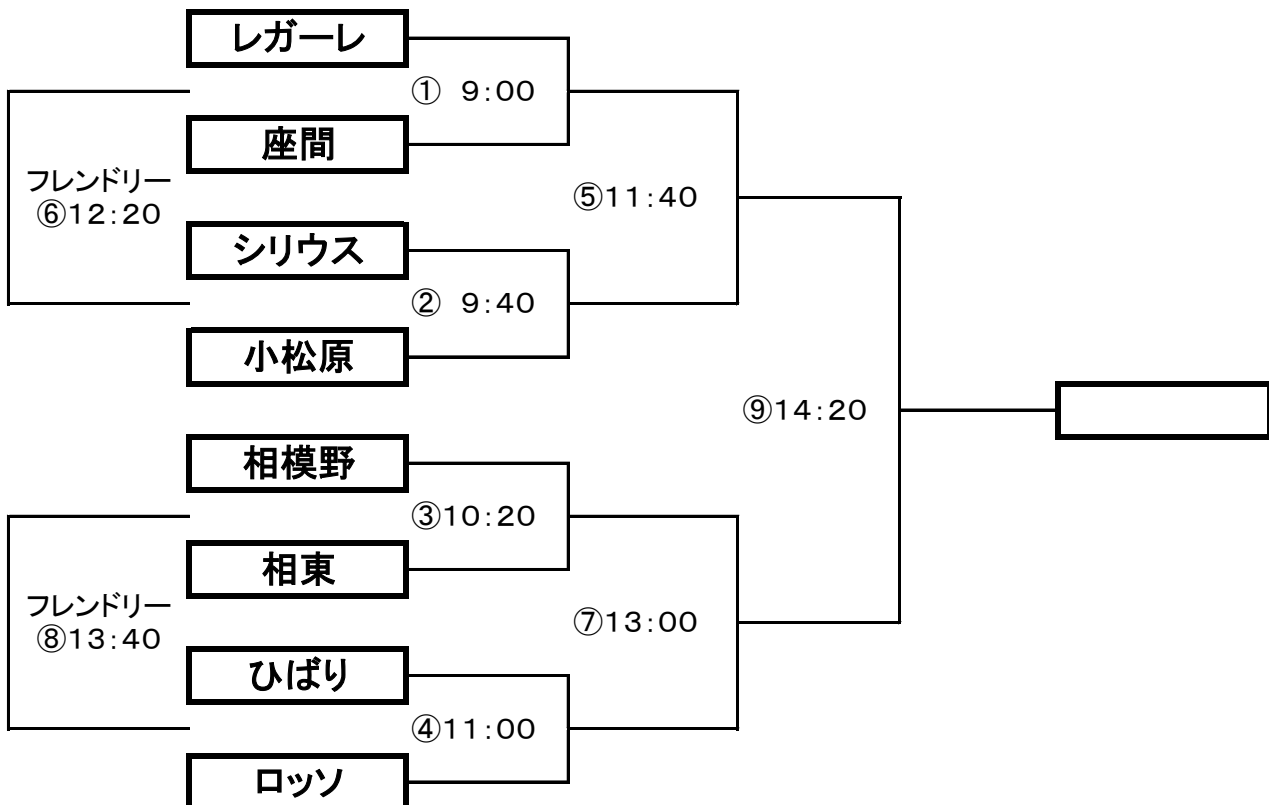 レガーレ
① 9:00
座間
フレンドリー
⑥12:20
⑤11:40
シリウス
② 9:40
小松原
⑨14:20
相模野
③10:20
相東
フレンドリー
⑧13:40
⑦13:00
ひばり
④11:00
ロッソ